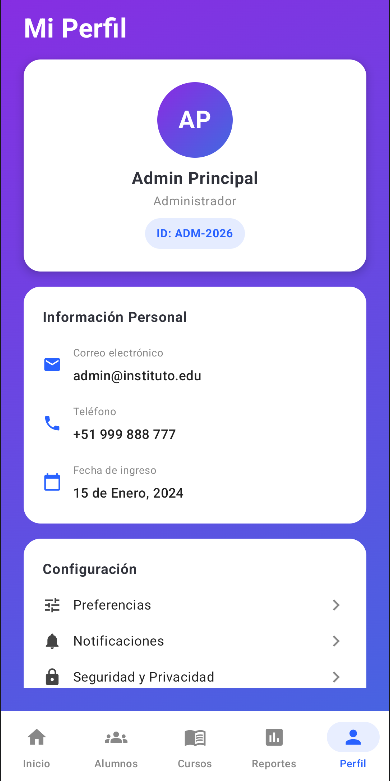 Mi Perfil
AP
Admin Principal
Administrador
ID: ADM-2026
Información Personal
Correo electrónico
admin@instituto.edu
Teléfono
+51 999 888 777
Fecha de ingreso
15 de Enero, 2024
Configuración
Preferencias
Notificaciones
Seguridad y Privacidad
Inicio
Alumnos
Cursos
Reportes
Perfil